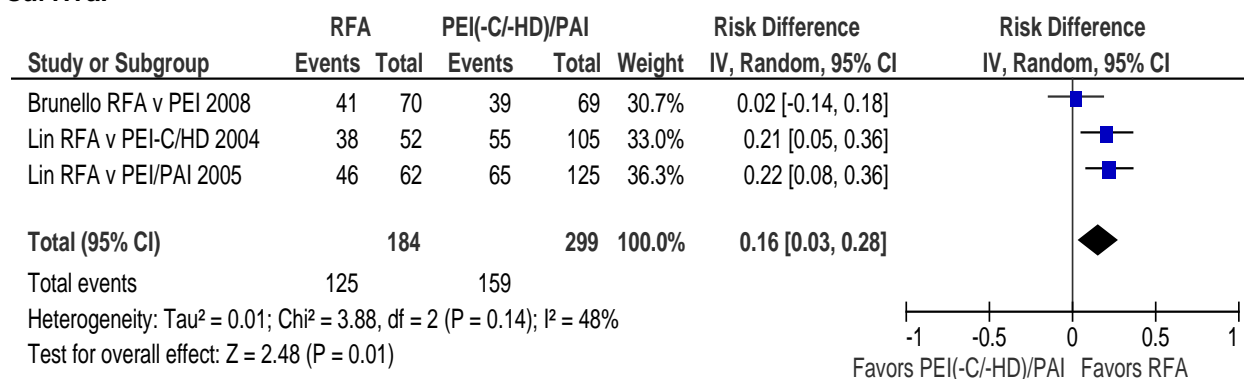 RFA PEI(-C/-HD)/PAI Risk Difference Risk Difference
Study or Subgroup Events Total Events Total Weight IV, Random, 95% CI IV, Random, 95% CI
Brunello RFA v PEI 2008 41 70 39 69 30.7% 0.02 [-0.14, 0.18]
Lin RFA v PEI-C/HD 2004 38 52 55 105 33.0% 0.21 [0.05, 0.36]
Lin RFA v PEI/PAI 2005 46 62 65 125 36.3% 0.22 [0.08, 0.36]
Total (95% CI) 184 299 100.0% 0.16 [0.03, 0.28]
Total events 125 159
Heterogeneity: Tau² = 0.01; Chi² = 3.88, df = 2 (P = 0.14); I² = 48%
Test for overall effect: Z = 2.48 (P = 0.01)
-1 -0.5 0 0.5 1
Favors PEI(-C/-HD)/PAI Favors RFA